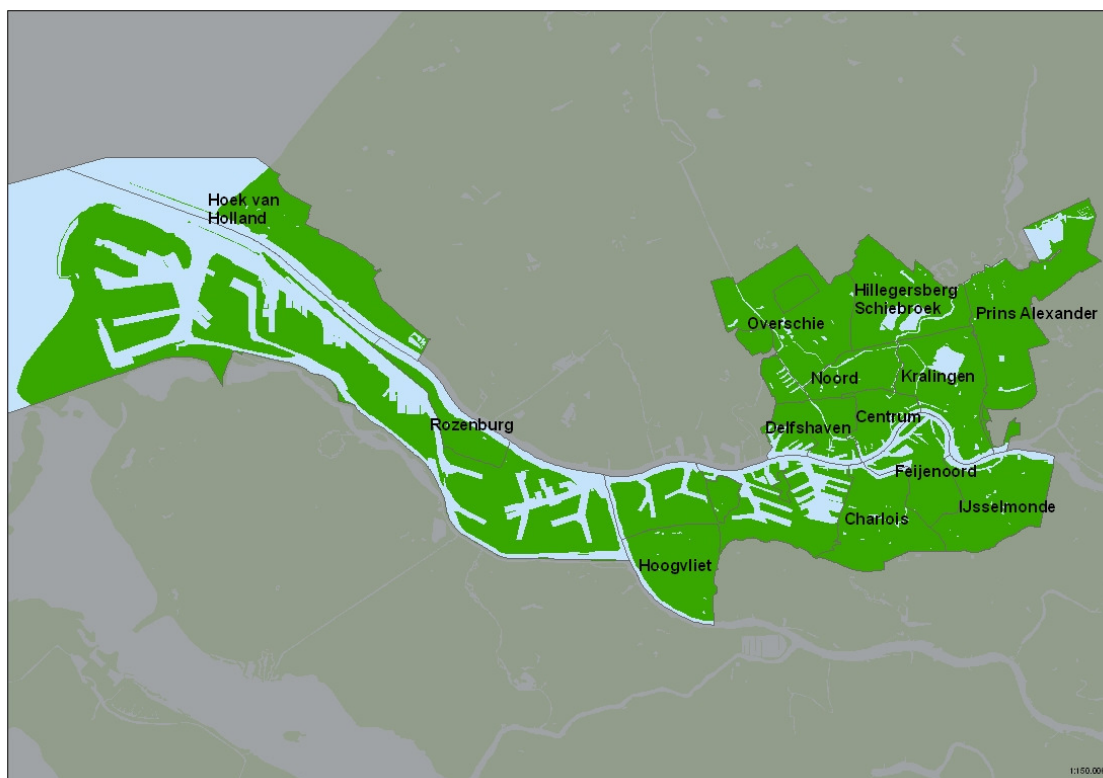 Hoek van
Holland
Hillegersberg
Schiebroek
Prins Alexander
Overschie
Noord
Kralingen
Centrum
Delfshaven
Rozenburg
Feijenoord
IJsselmonde
Charlois
Hoogvliet